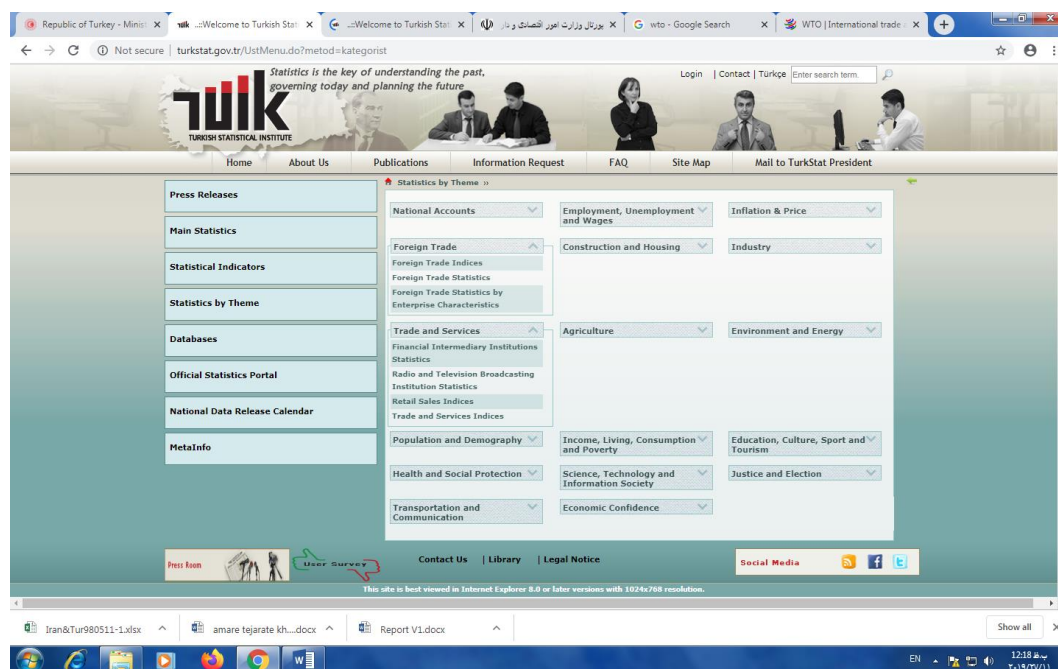 Republic of Turkey - Minist
..::Welcome to Turkish Stat
..::Welcome to Turkish Stat
پورتال وزارت امور اقتصادی و دار
wto - Google Search
WTO | International trade
Not secure | turkstat.gov.tr/UstMenu.do?metod=kategorist
Statistics is the key of understanding the past,
governing today and planning the future
Login | Contact | Türkçe Enter search term.
TURKISH STATISTICAL INSTITUTE
Home About Us Publications Information Request FAQ Site Map Mail to TurkStat President
Press Releases
Main Statistics
Statistical Indicators
Statistics by Theme
Databases
Official Statistics Portal
National Data Release Calendar
MetaInfo
Statistics by Theme »
National Accounts
Employment, Unemployment
and Wages
Inflation & Price
Foreign Trade
Foreign Trade Indices
Foreign Trade Statistics
Foreign Trade Statistics by
Enterprise Characteristics
Construction and Housing
Industry
Trade and Services
Financial Intermediary Institutions
Statistics
Radio and Television Broadcasting
Institution Statistics
Retail Sales Indices
Trade and Services Indices
Agriculture
Environment and Energy
Population and Demography
Income, Living, Consumption
and Poverty
Education, Culture, Sport and
Tourism
Health and Social Protection
Science, Technology and
Information Society
Justice and Election
Transportation and
Communication
Economic Confidence
Press Room
User Survey
Contact Us | Library | Legal Notice
Social Media
This site is best viewed in Internet Explorer 8.0 or later versions with 1024x768 resolution.
Iran&Tur980511-1.xlsx
amare tejarate kh....docx
Report V1.docx
Show all
EN
12:18 ب.ظ